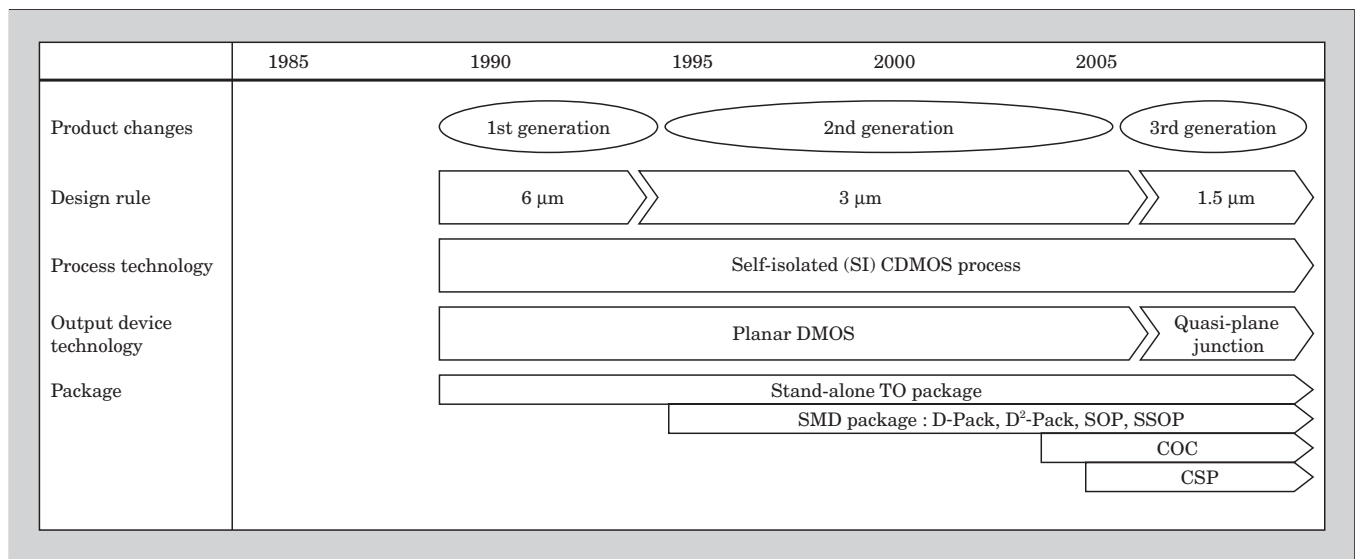 1985 1990 1995 2000 2005
Product changes 1st generation 2nd generation 3rd generation
Design rule 6 µm 3 µm 1.5 µm
Process technology Self-isolated (SI) CDMOS process
Output device
technology Planar DMOS Quasi-plane
junction
Package Stand-alone TO package
SMD package : D-Pack, D²-Pack, SOP, SSOP
COC
CSP